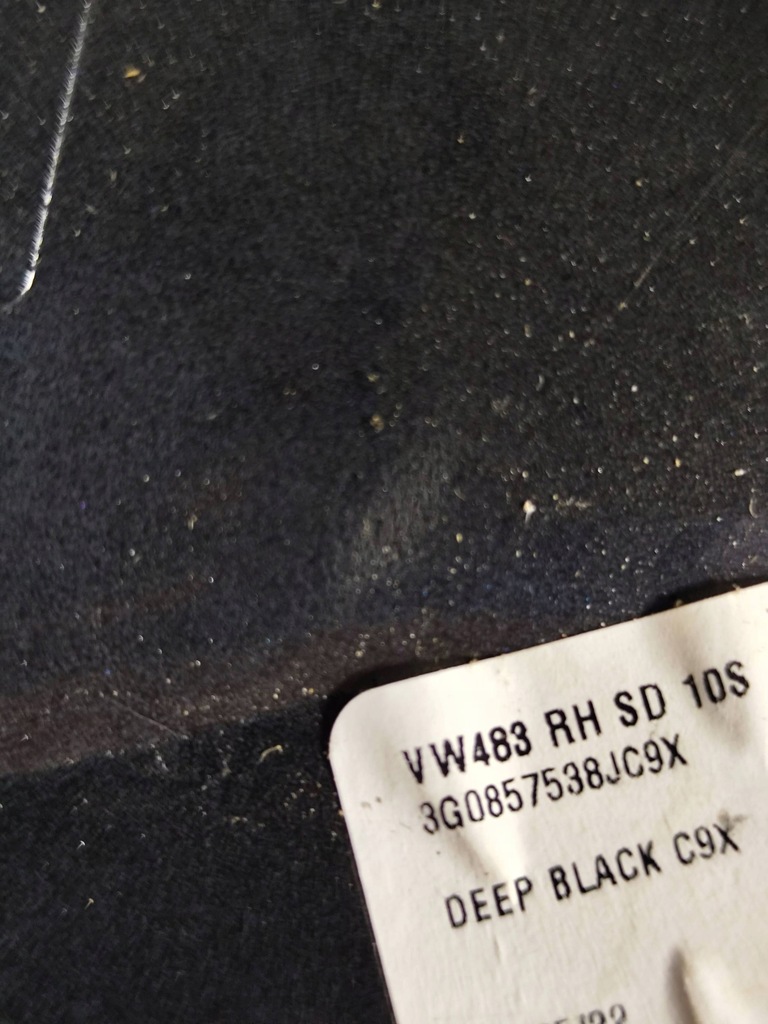 VW483 RH SD 10S
3G0857538JC9X
DEEP BLACK C9X